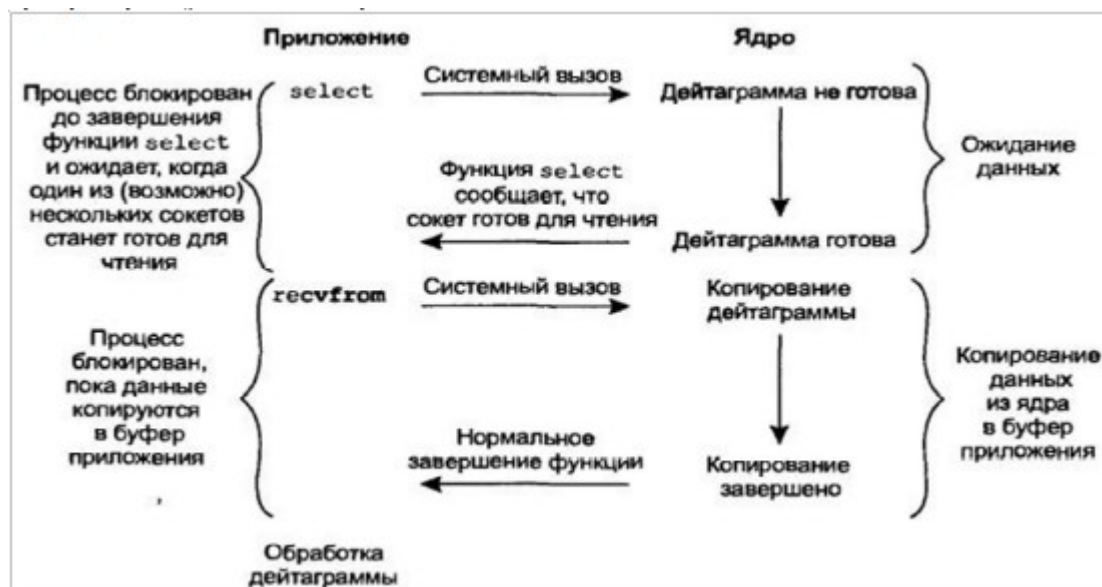 Приложение
Ядро
Процесс блокирован
до завершения
функции select
и ожидает, когда
один из (возможно)
нескольких сокетов
станет готов для
чтения
select
Системный вызов
Дейтаграмма не готова
Функция select
сообщает, что
сокет готов для чтения
Дейтаграмма готова
Ожидание
данных
Процесс
блокирован,
пока данные
копируются
в буфер
приложения
recvfrom
Системный вызов
Копирование
дейтаграммы
Нормальное
завершение функции
Копирование
завершено
Копирование
данных
из ядра
в буфер
приложения
Обработка
дейтаграммы